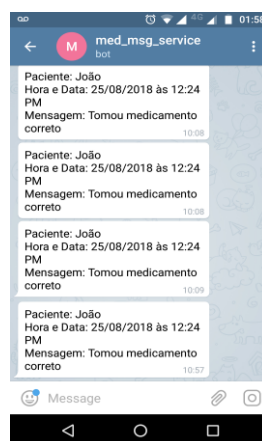 4G 01:58
M med_msg_service
bot
Paciente: João
Hora e Data: 25/08/2018 às 12:24
PM
Mensagem: Tomou medicamento
correto 10:08
Paciente: João
Hora e Data: 25/08/2018 às 12:24
PM
Mensagem: Tomou medicamento
correto 10:08
Paciente: João
Hora e Data: 25/08/2018 às 12:24
PM
Mensagem: Tomou medicamento
correto 10:09
Paciente: João
Hora e Data: 25/08/2018 às 12:24
PM
Mensagem: Tomou medicamento
correto 10:57
Message